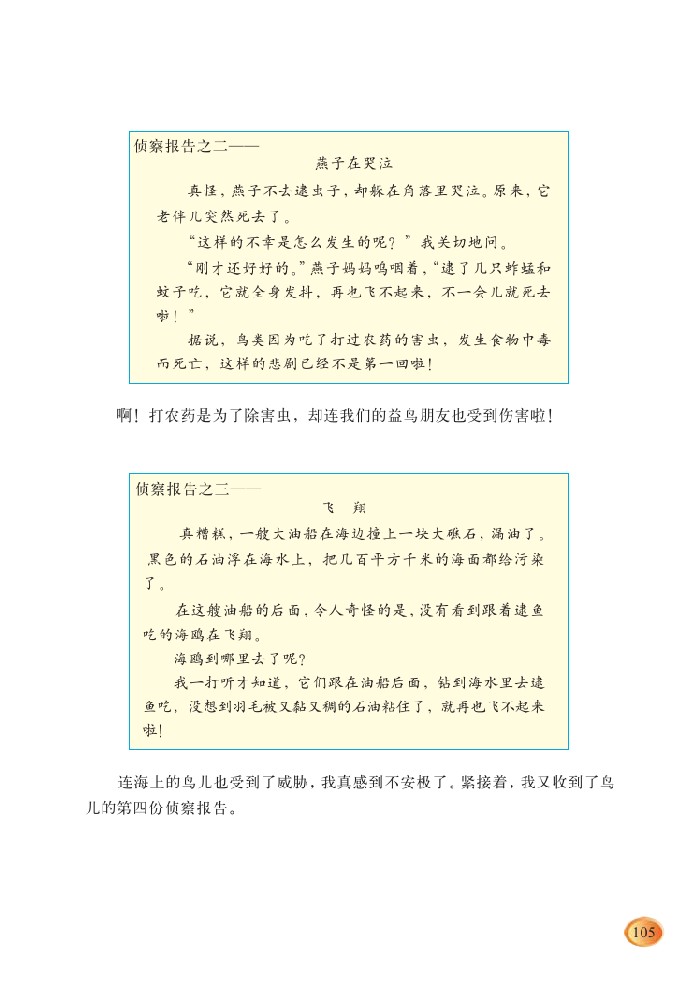 侦察报告之二——
燕子在哭泣
真怪，燕子不去逮虫子，却躲在角落里哭泣。原来，它
老伴儿突然死去了。
“这样的不幸是怎么发生的呢？”我关切地问。
“刚才还好好的。”燕子妈妈呜咽着，“逮了几只蚱蜢和
蚊子吃，它就全身发抖，再也飞不起来，不一会儿就死去
啦！”
据说，鸟类因为吃了打过农药的害虫，发生食物中毒
而死亡，这样的悲剧已经不是第一回啦！
啊！打农药是为了除害虫，却连我们的益鸟朋友也受到伤害啦！
侦察报告之三——
飞 翔
真糟糕，一艘大油船在海边撞上一块大礁石，漏油了。
黑色的石油浮在海水上，把几百平方千米的海面都给污染
了。
在这艘油船的后面，令人奇怪的是，没有看到跟着逮鱼
吃的海鸥在飞翔。
海鸥到哪里去了呢？
我一打听才知道，它们跟在油船后面，钻到海水里去逮
鱼吃，没想到羽毛被又黏又稠的石油粘住了，就再也飞不起来
啦！
连海上的鸟儿也受到了威胁，我真感到不安极了。紧接着，我又收到了鸟
儿的第四份侦察报告。
105